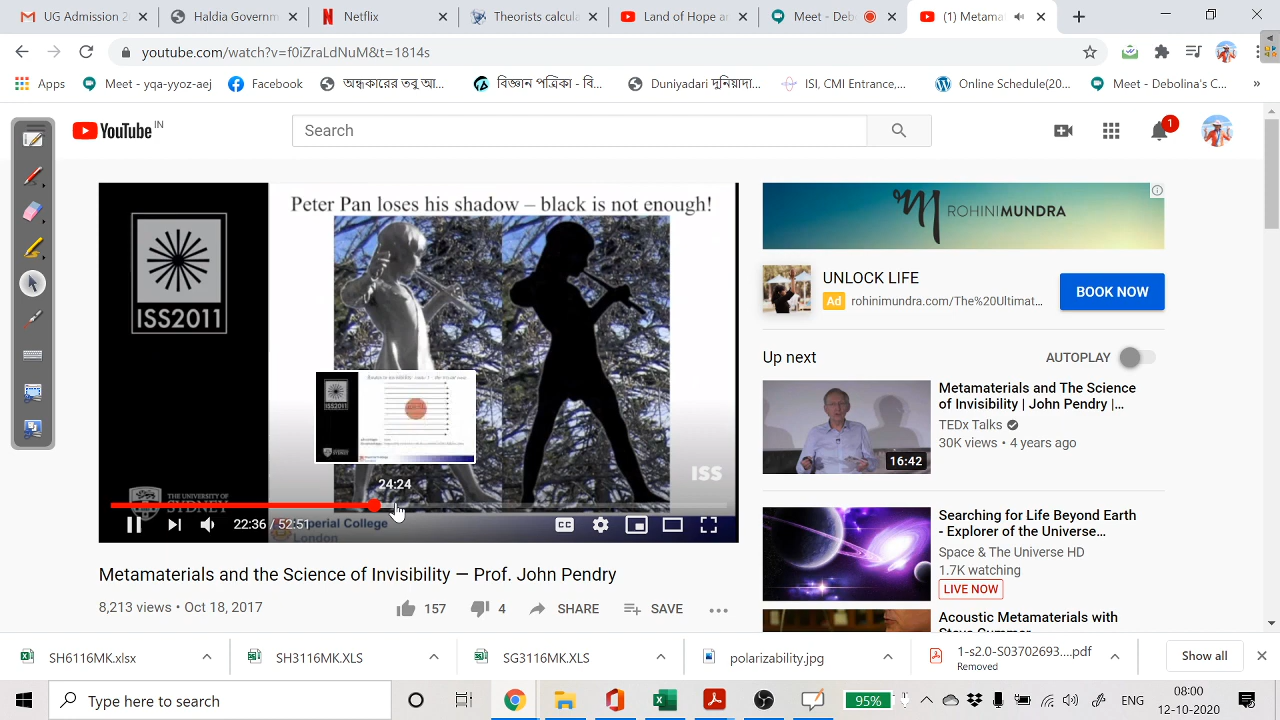 UG Government M
Haldia Governm
Netflix
Torrists calcula
Land of Hope ar
Meet - Deb
(1) Metama
youtube.com/watch?v=f0iZraLdNuM&t=1814s
Apps
Meet - yqa-yyoz-aej
Facebook
অন্ধকারের তবু আ...
বিজ্ঞান পত্রিকা - বি...
Duniyadari দুনিয়াদা...
ISI, CMI Entrance,...
Online Schedule(20...
Meet - Debolina's C...
»
YouTube IN
Search
1
Peter Pan loses his shadow – black is not enough!
ISS2011
ISS
24:24
THE UNIVERSITY OF
SYDNEY
22:36 / 52:51
Imperial College
London
CC
Metamaterials and the Science of Invisibility — Prof. John Pendry
8,213 views • Oct 18, 2017
157
4
SHARE
SAVE
ROHINIMUNDRA
UNLOCK LIFE
Ad rohinimundra.com/The%20Ultimat...
BOOK NOW
Up next
AUTOPLAY
Metamaterials and The Science
of Invisibility | John Pendry |...
TEDx Talks
30K views • 4 years ago
16:42
Searching for Life Beyond Earth
- Explorer of the Universe...
Space & The Universe HD
1.7K watching
LIVE NOW
Acoustic Metamaterials with
SH6116MK.xlsx
SH3116MK.XLS
SG3116MK.XLS
polarizability.jpg
1-s2.0-S03702693....pdf
Removed
Show all
Type here to search
95%
ENG
08:00
12-10-2020